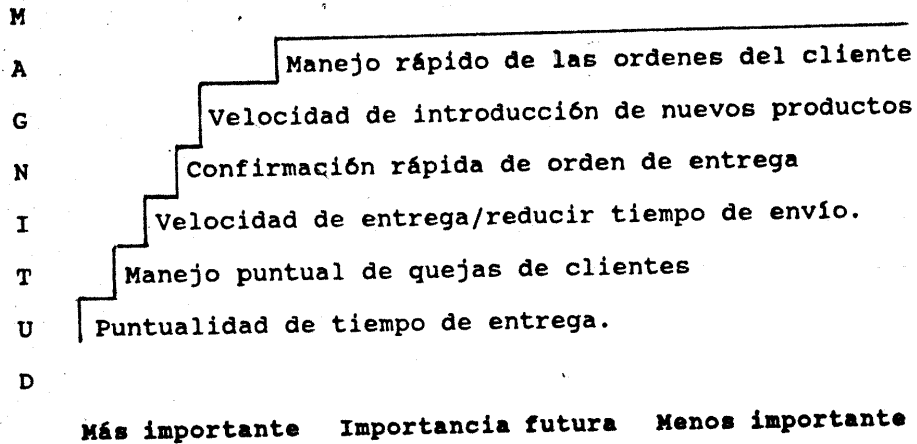 M
A Manejo rápido de las ordenes del cliente
G Velocidad de introducción de nuevos productos
N Confirmación rápida de orden de entrega
I Velocidad de entrega/reducir tiempo de envío.
T Manejo puntual de quejas de clientes
U Puntualidad de tiempo de entrega.
D
Más importante Importancia futura Menos importante